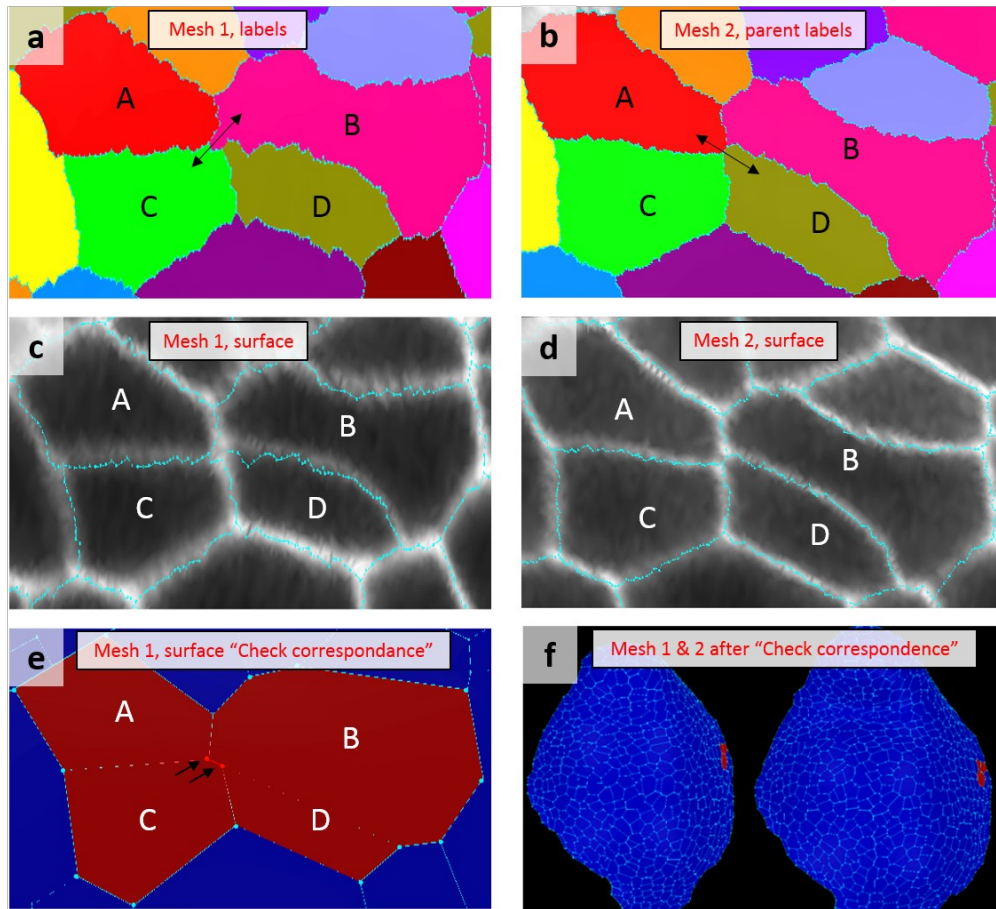 a
Mesh 1, labels
A
B
C
D
b
Mesh 2, parent labels
A
B
C
D
c
Mesh 1, surface
A
B
C
D
d
Mesh 2, surface
A
B
C
D
e
Mesh 1, surface “Check correspondance”
A
B
C
D
f
Mesh 1 & 2 after “Check correspondence”